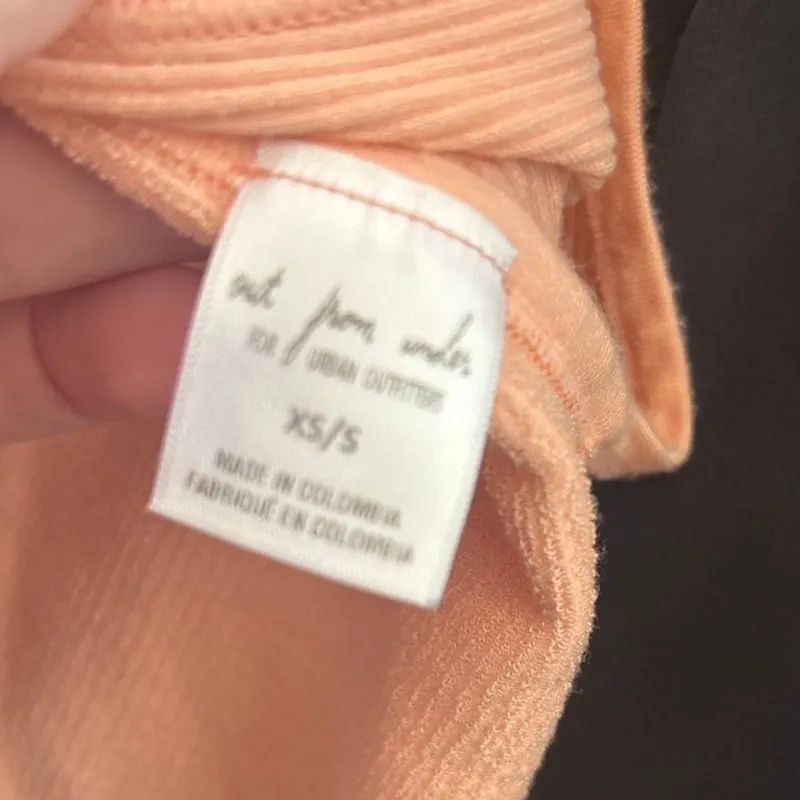 out from under
FOR URBAN OUTFITTERS
XS/S
MADE IN COLOMBIA
FABRIQUÉ EN COLOMBIA